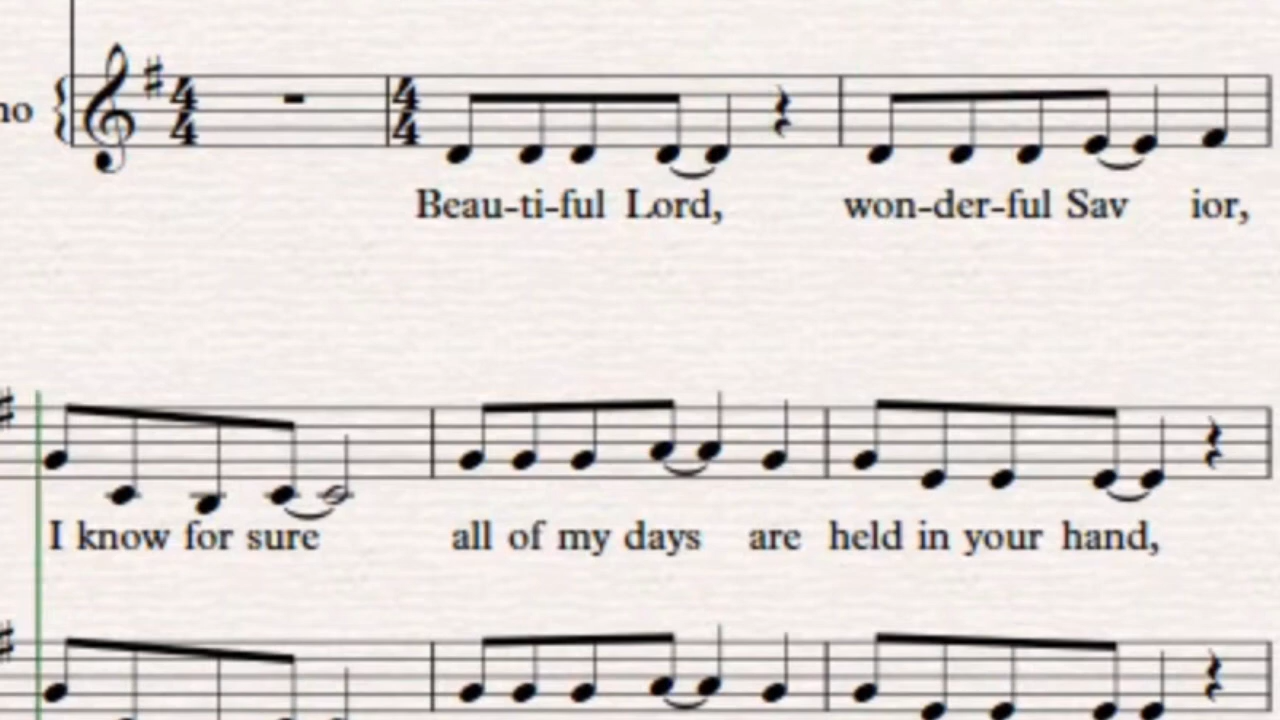 Beau-ti-ful Lord, won-der-ful Sav ior,
I know for sure all of my days are held in your hand,